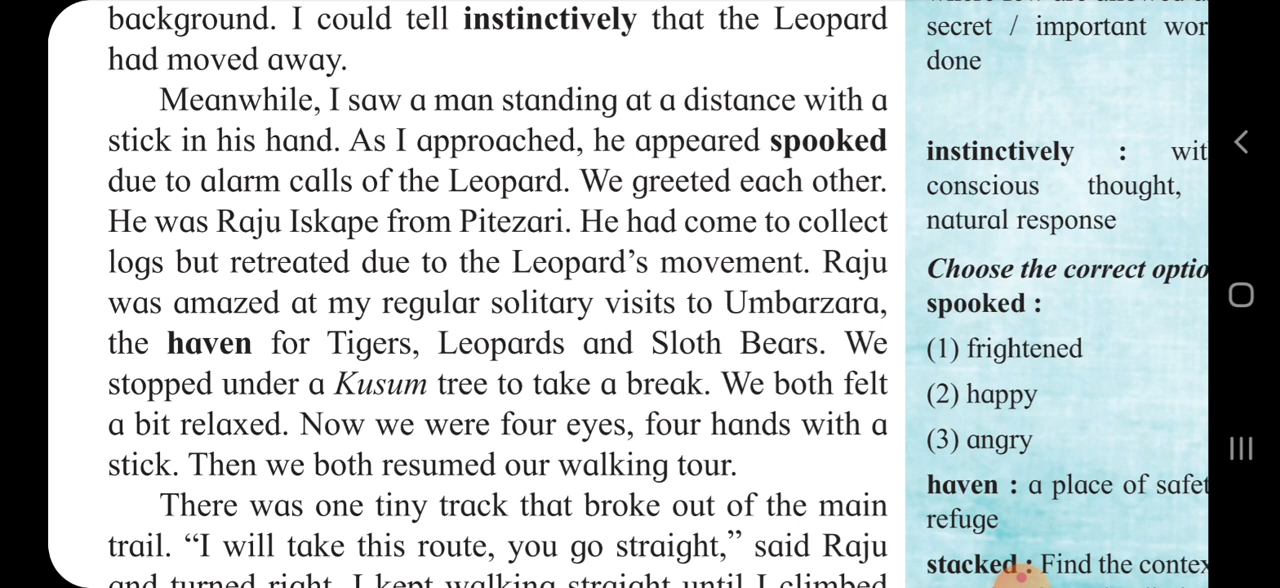 background. I could tell instinctively that the Leopard
had moved away.
Meanwhile, I saw a man standing at a distance with a
stick in his hand. As I approached, he appeared spooked
due to alarm calls of the Leopard. We greeted each other.
He was Raju Iskape from Pitezari. He had come to collect
logs but retreated due to the Leopard’s movement. Raju
was amazed at my regular solitary visits to Umbarzara,
the haven for Tigers, Leopards and Sloth Bears. We
stopped under a Kusum tree to take a break. We both felt
a bit relaxed. Now we were four eyes, four hands with a
stick. Then we both resumed our walking tour.
There was one tiny track that broke out of the main
trail. “I will take this route, you go straight,” said Raju
and turned right. I kept walking straight until I climbed
secret / important wor
done
instinctively : wit
conscious thought,
natural response
Choose the correct optio
spooked :
(1) frightened
(2) happy
(3) angry
haven : a place of safet
refuge
stacked : Find the contex